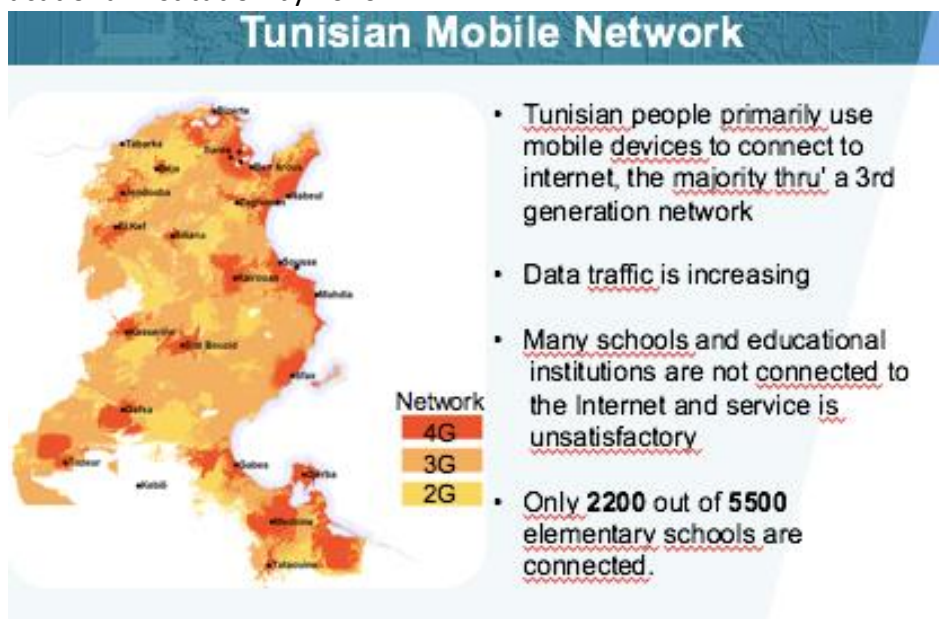 Tunisian Mobile Network
• Tunisian people primarily use
mobile devices to connect to
internet, the majority thru' a 3rd
generation network
• Data traffic is increasing
• Many schools and educational
institutions are not connected to
the Internet and service is
unsatisfactory
• Only 2200 out of 5500
elementary schools are
connected.
Network
4G
3G
2G
Bizerte
Tabarka
Tunis
Beja
Ben Arous
Jendouba
Nabeul
Zaghouan
El Kef
Siliana
Sousse
Kairouan
Mahdia
Kasserine
Sidi Bouzid
Sfax
Gafsa
Tozeur
Gabes
Djerba
Kebili
Mednine
Tataouine